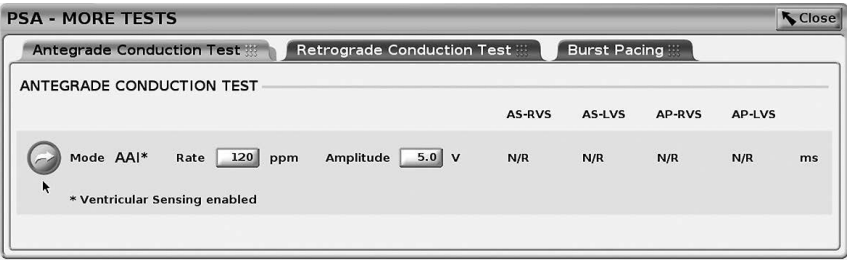 PSA - MORE TESTS Close
Antegrade Conduction Test Retrograde Conduction Test Burst Pacing
ANTEGRADE CONDUCTION TEST
AS-RVS AS-LVS AP-RVS AP-LVS
Mode AAI* Rate 120 ppm Amplitude 5.0 V N/R N/R N/R N/R ms
* Ventricular Sensing enabled